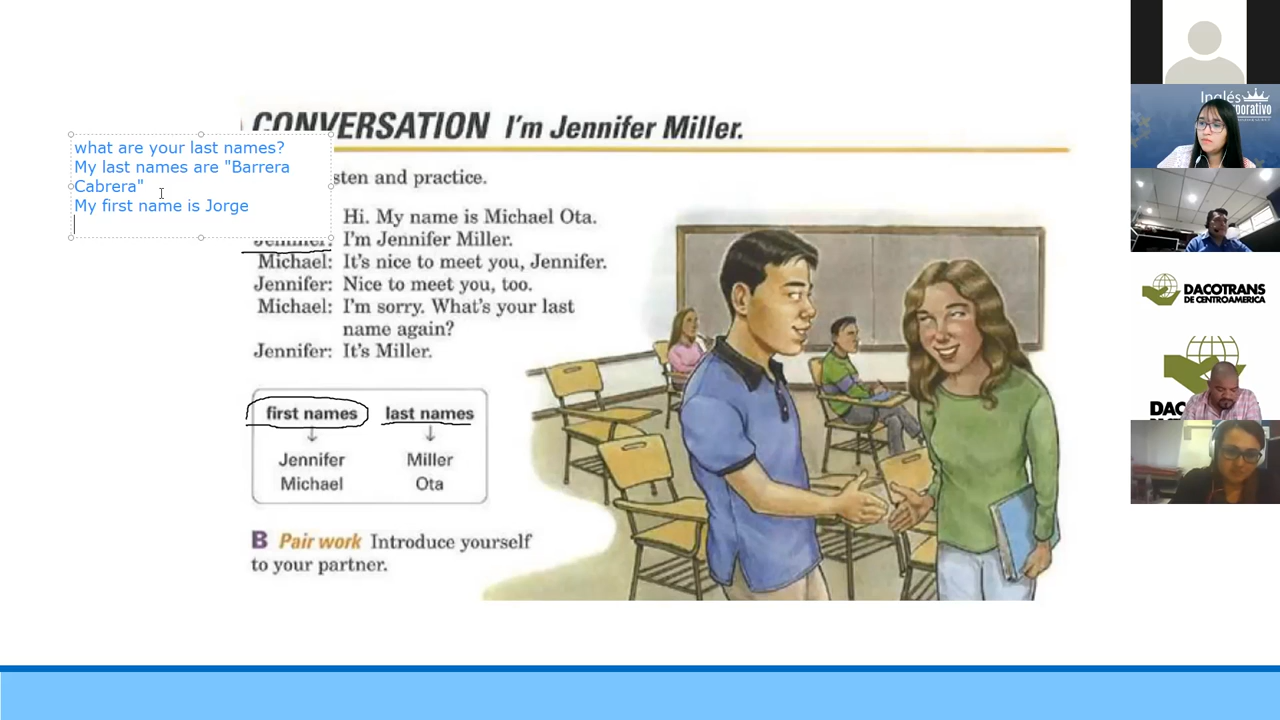 CONVERSATION I'm Jennifer Miller.
what are your last names?
My last names are "Barrera
Cabrera"
My first name is Jorge
sten and practice.
Hi. My name is Michael Ota.
Jennifer: I'm Jennifer Miller.
Michael: It's nice to meet you, Jennifer.
Jennifer: Nice to meet you, too.
Michael: I'm sorry. What's your last
name again?
Jennifer: It's Miller.
first names last names
Jennifer Miller
Michael Ota
B Pair work Introduce yourself
to your partner.
Inglés
DACOTRANS
DE CENTROAMERICA